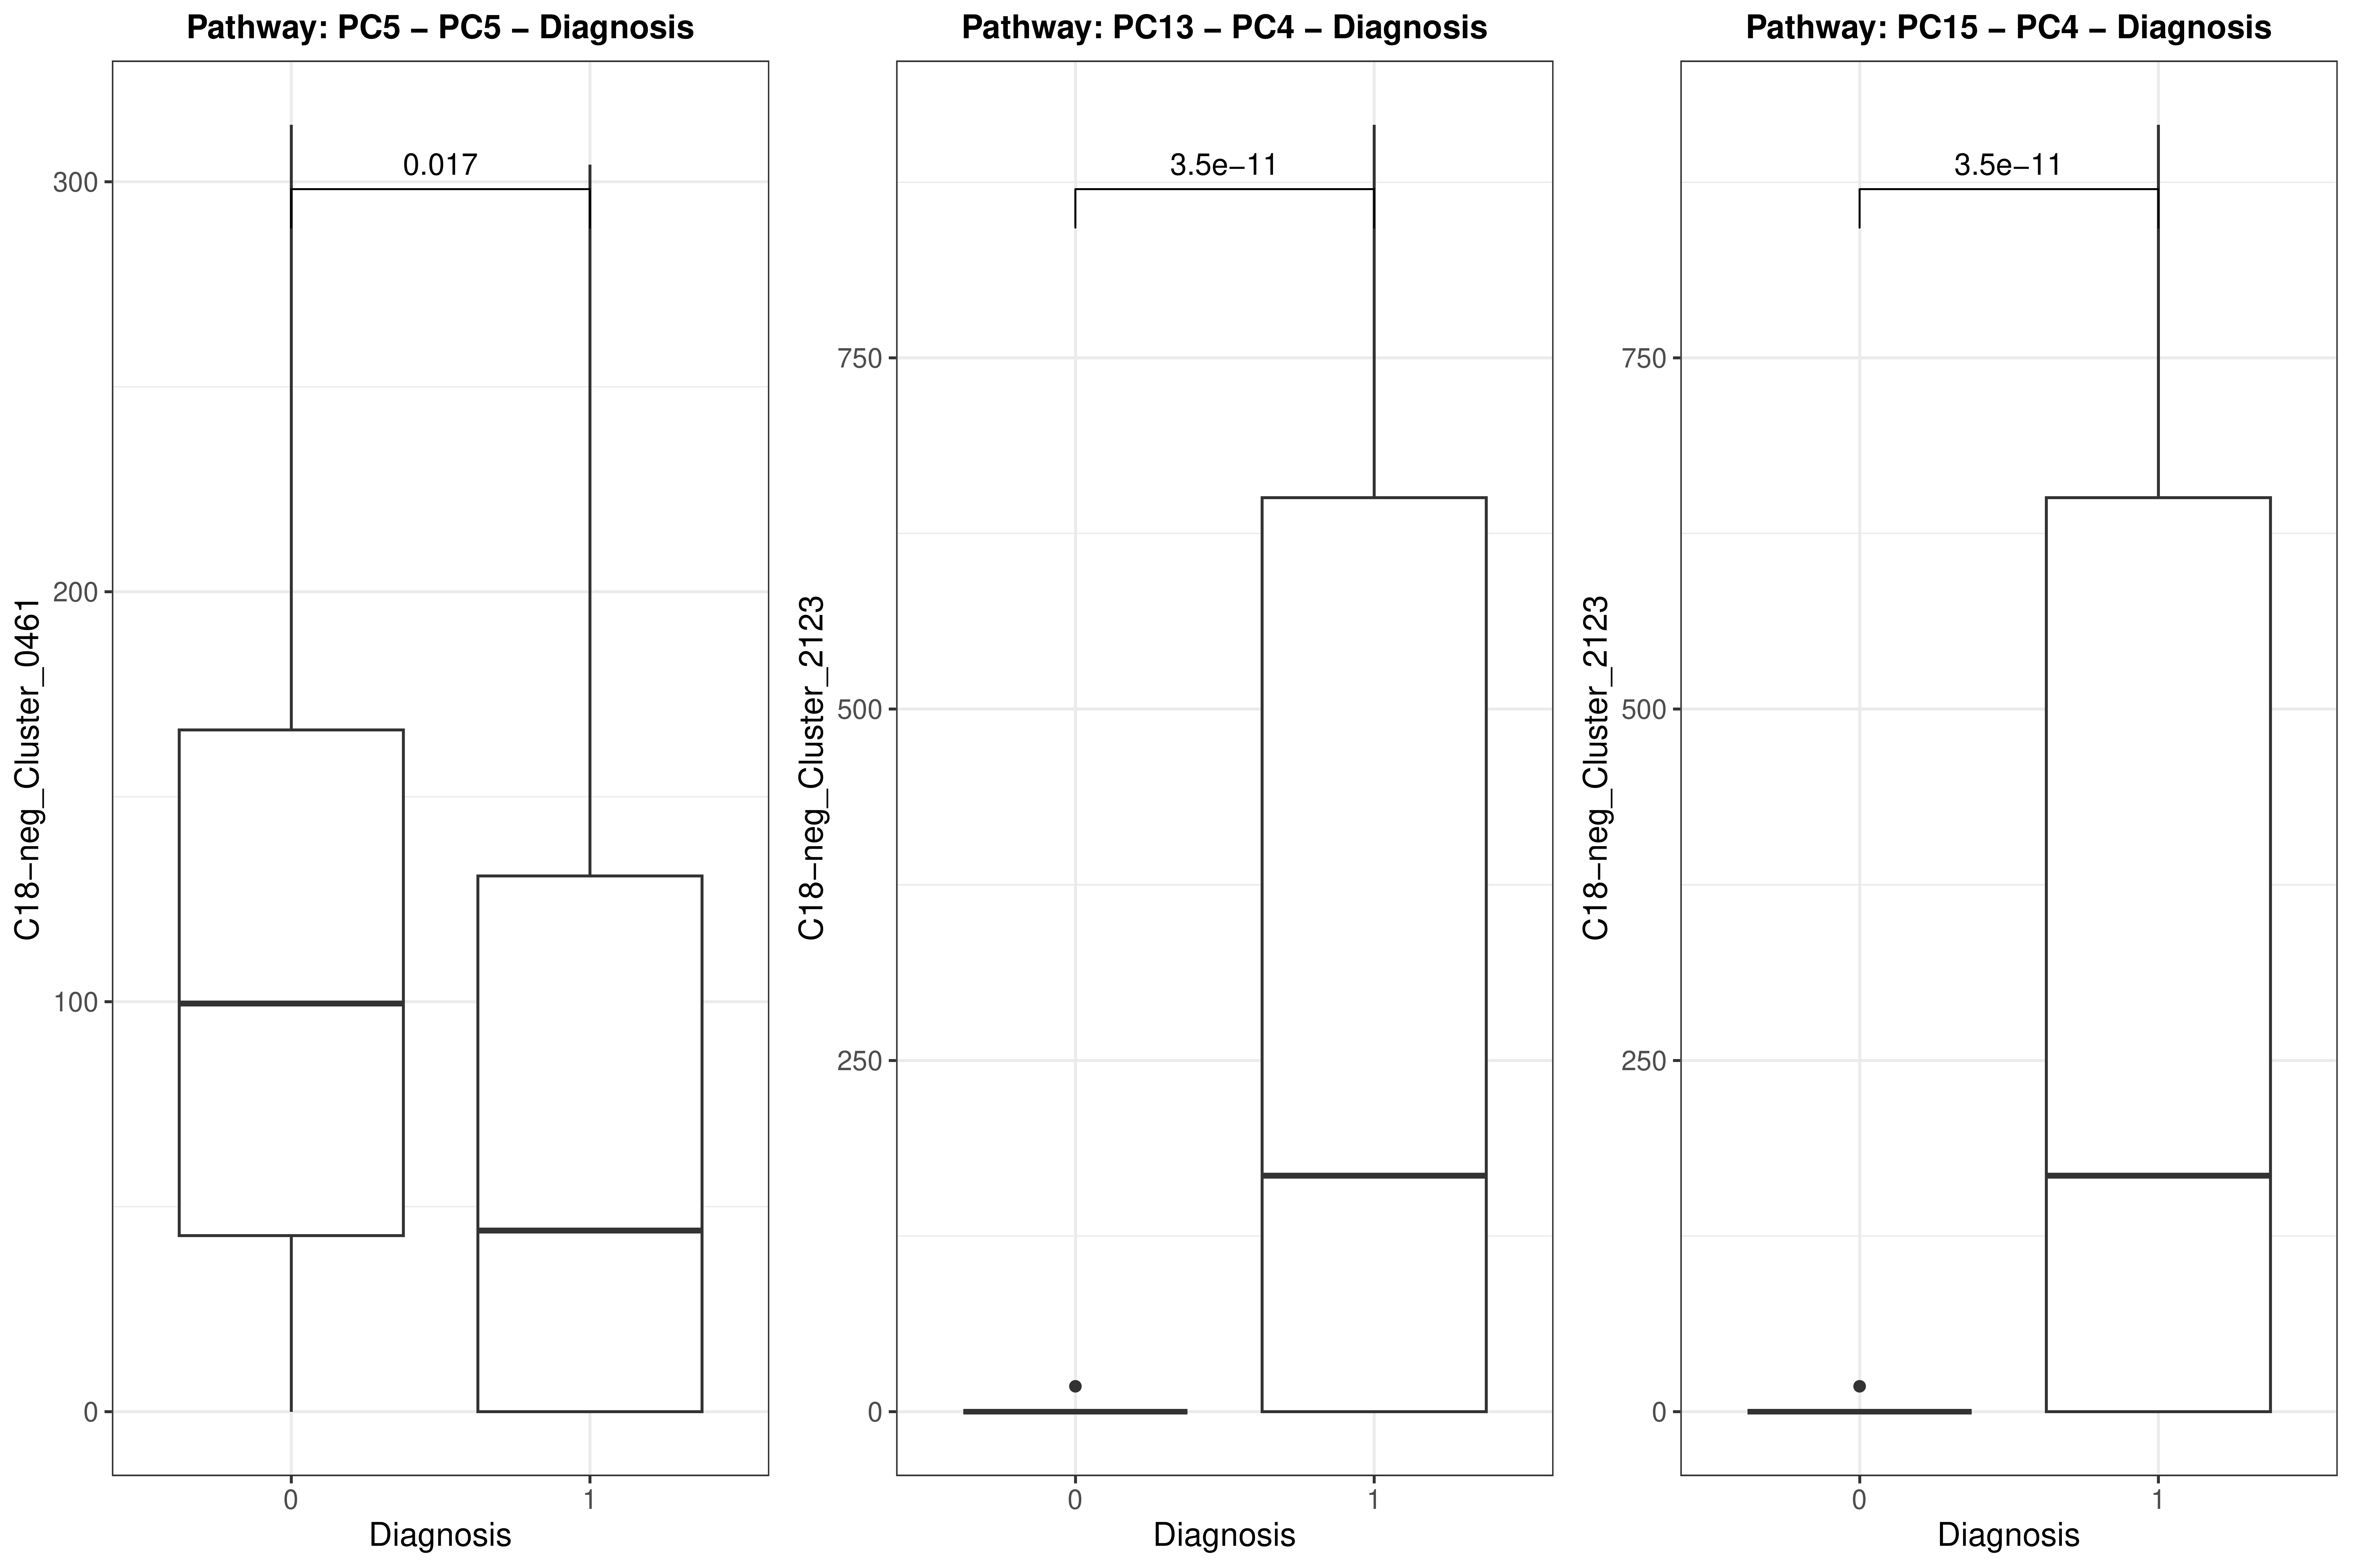 Pathway: PC5 – PC5 – Diagnosis
0.017
300
200
100
0
C18−neg_Cluster_0461
0 1
Diagnosis
Pathway: PC13 – PC4 – Diagnosis
3.5e−11
750
500
250
0
C18−neg_Cluster_2123
0 1
Diagnosis
Pathway: PC15 – PC4 – Diagnosis
3.5e−11
750
500
250
0
C18−neg_Cluster_2123
0 1
Diagnosis